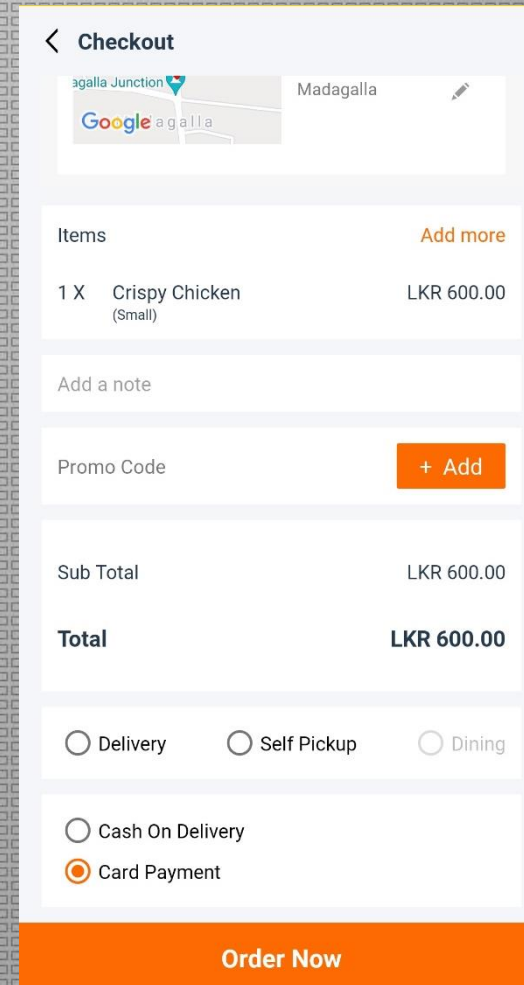 Checkout
agalla Junction
Madagalla
Google
agalla
Items
Add more
1 X Crispy Chicken
LKR 600.00
(Small)
Add a note
Promo Code
+ Add
Sub Total
LKR 600.00
Total
LKR 600.00
Delivery
Self Pickup
Dining
Cash On Delivery
Card Payment
Order Now